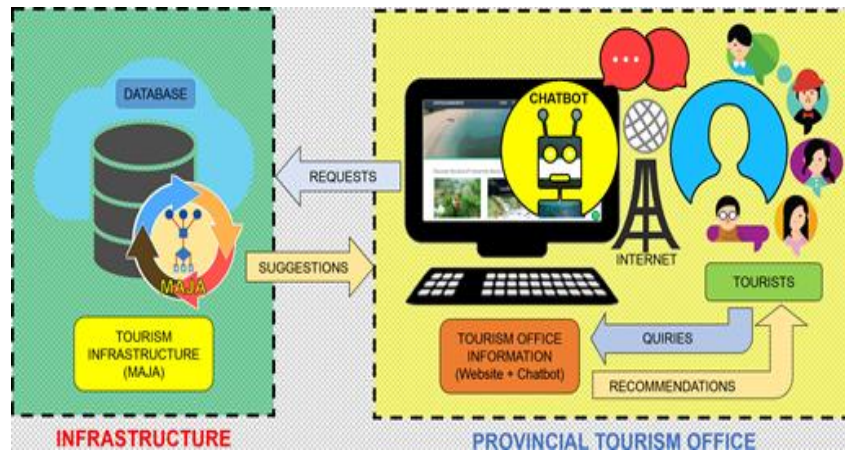 DATABASE
MAJA
TOURISM
INFRASTRUCTURE
(MAJA)
INFRASTRUCTURE
REQUESTS
SUGGESTIONS
CHATBOT
INTERNET
TOURISTS
TOURISM OFFICE
INFORMATION
(Website + Chatbot)
QUIRIES
RECOMMENDATIONS
PROVINCIAL TOURISM OFFICE